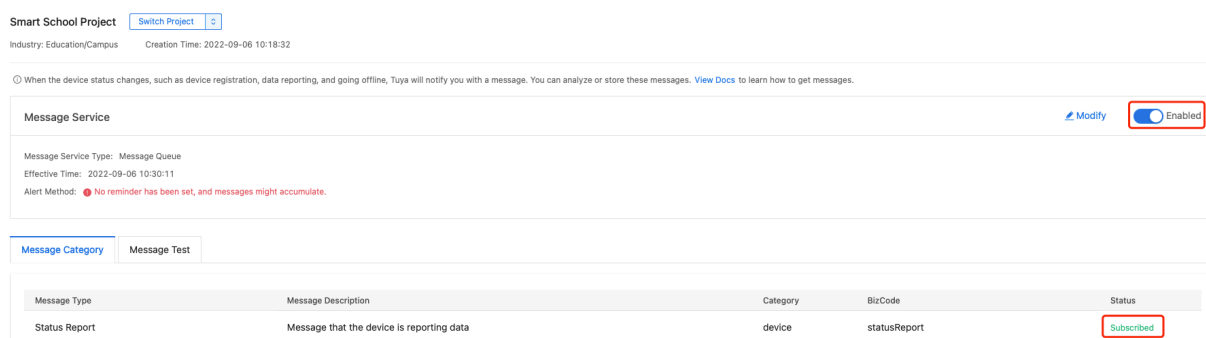 Smart School Project Switch Project
Industry: Education/Campus Creation Time: 2022-09-06 10:18:32
When the device status changes, such as device registration, data reporting, and going offline, Tuya will notify you with a message. You can analyze or store these messages. View Docs to learn how to get messages.
Message Service Modify Enabled
Message Service Type: Message Queue
Effective Time: 2022-09-06 10:30:11
Alert Method: No reminder has been set, and messages might accumulate.
Message Category Message Test
Message Type Message Description Category BizCode Status
Status Report Message that the device is reporting data device statusReport Subscribed